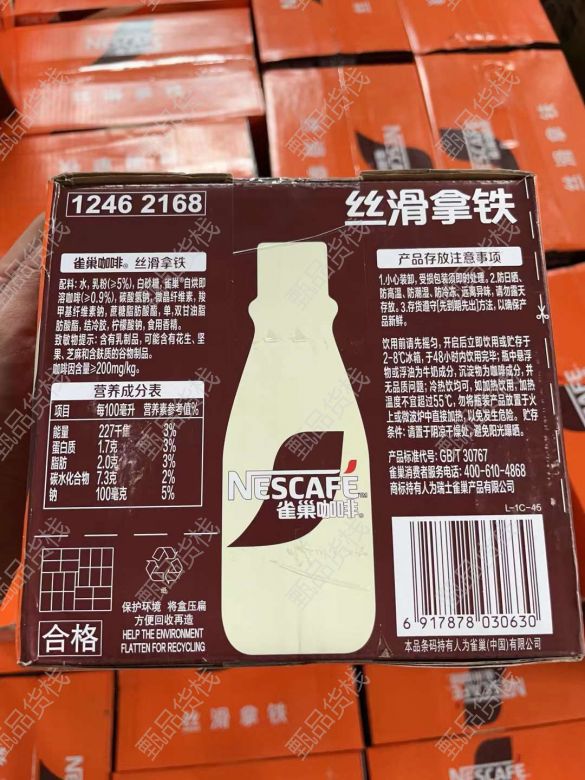 1246 2168
丝滑拿铁
雀巢咖啡® 丝滑拿铁
配料：水，乳粉(>5%)，白砂糖，雀巢®自烘即
溶咖啡(>0.9%)，碳酸氢钠，微晶纤维素，羧
甲基纤维素钠，蔗糖脂肪酸酯，单，双甘油脂
肪酸酯，结冷胶，柠檬酸钠，食用香精。
致敏物提示：含有乳制品，可能含有花生、坚
果、芝麻和含麸质的谷物制品。
咖啡因含量≥200mg/kg。
营养成分表
项目 每100毫升 营养素参考值%
能量 227千焦 3%
蛋白质 1.7克 3%
脂肪 2.0克 3%
碳水化合物 7.3克 2%
钠 100毫克 5%
合格
纸
保护环境 将盒压扁
方便回收再造
HELP THE ENVIRONMENT
FLATTEN FOR RECYCLING
NESCAFÉ™
雀巢咖啡®
产品存放注意事项
1.小心装卸，受损包装须即时处理。2.防日晒、
防高温、防潮湿、防冷冻、远离异味，请勿露天
存放。3.存货遵守[先到期先出]方法，以确保产
品新鲜。
饮用前请先摇匀，开启后立即饮用或贮存于
2-8℃冰箱，于48小时内饮用完毕；瓶中悬浮
物或浮油为牛奶成分，沉淀物为咖啡成分，并
无品质问题；冷热饮均可，如加热饮用，加热
温度不宜超过55℃，勿将瓶装产品放置于火
上或微波炉中直接加热，以免发生危险。贮存
条件：请置于阴凉干燥处，避免阳光曝晒。
产品标准代号：GB/T 30767
雀巢消费者服务电话：400-610-4868
商标持有人为瑞士雀巢产品有限公司
L-1C-46
6 917878 030630
本品条码持有人为雀巢(中国)有限公司
丝滑拿铁
甄品货栈